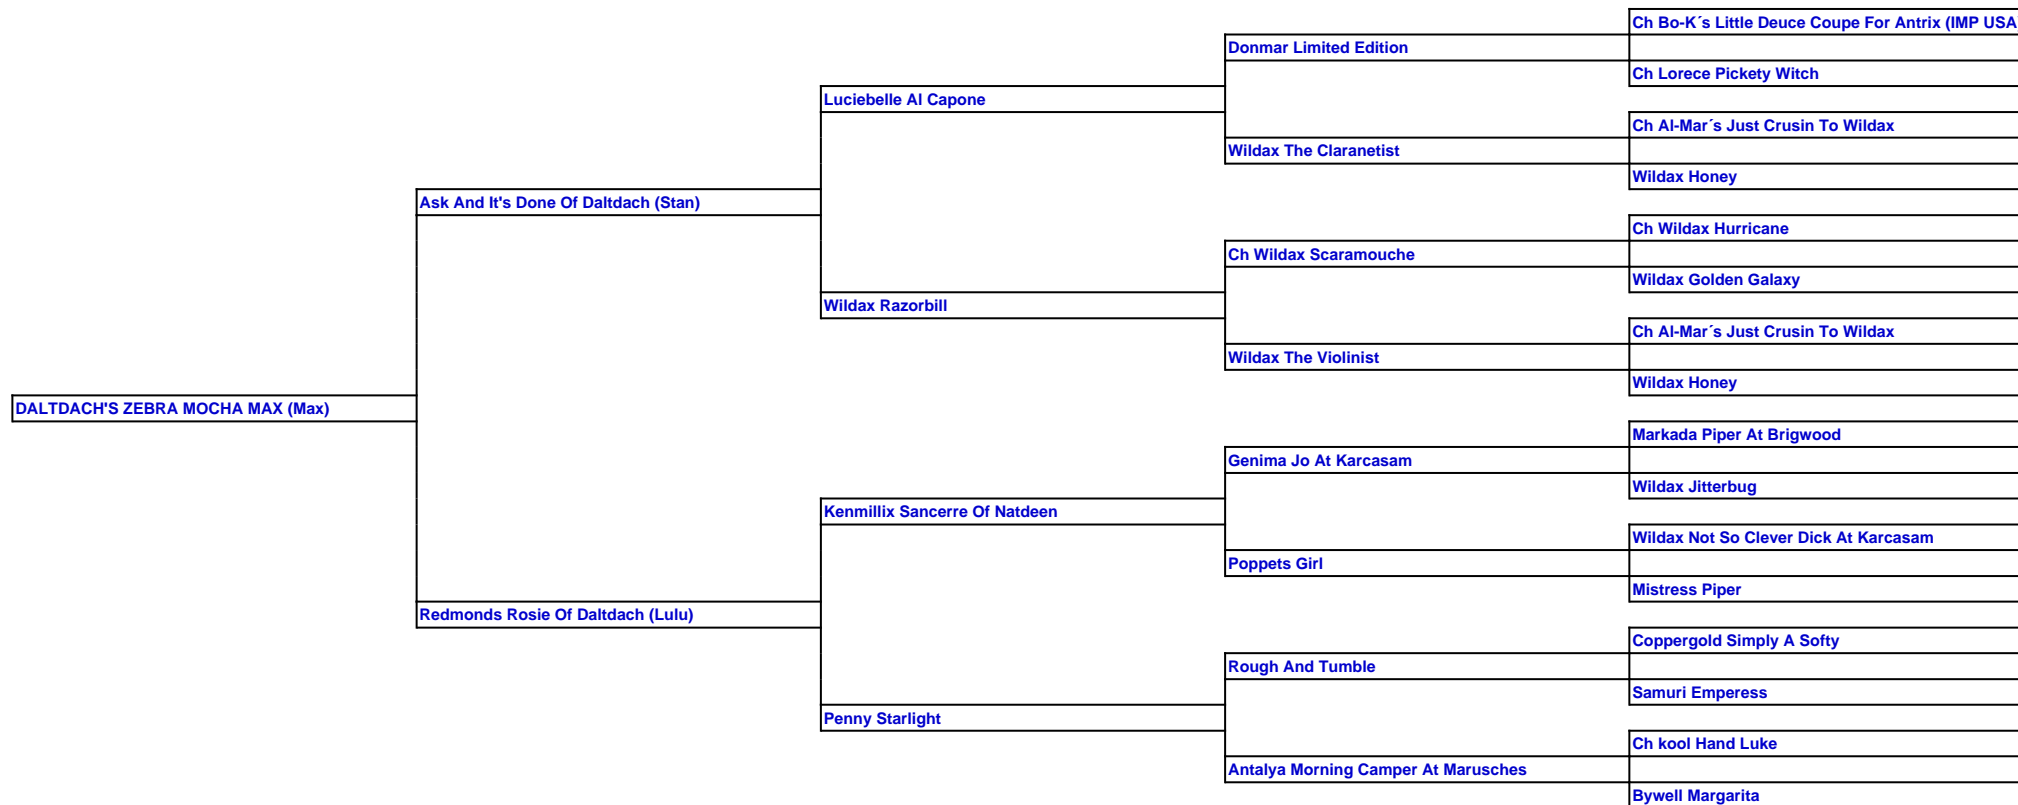 Ch Bo-K´s Little Deuce Coupe For Antrix (IMP USA
Donmar Limited Edition
Ch Lorece Pickety Witch
Luciebelle Al Capone
Ch Al-Mar´s Just Crusin To Wildax
Wildax The Claranetist
Wildax Honey
Ask And It's Done Of Daltdach (Stan)
Ch Wildax Hurricane
Ch Wildax Scaramouche
Wildax Golden Galaxy
Wildax Razorbill
Ch Al-Mar´s Just Crusin To Wildax
Wildax The Violinist
Wildax Honey
DALTDACH'S ZEBRA MOCHA MAX (Max)
Markada Piper At Brigwood
Genima Jo At Karcasam
Wildax Jitterbug
Kenmillix Sancerre Of Natdeen
Wildax Not So Clever Dick At Karcasam
Poppets Girl
Mistress Piper
Redmonds Rosie Of Daltdach (Lulu)
Coppergold Simply A Softy
Rough And Tumble
Samuri Emperess
Penny Starlight
Ch kool Hand Luke
Antalya Morning Camper At Marusches
Bywell Margarita